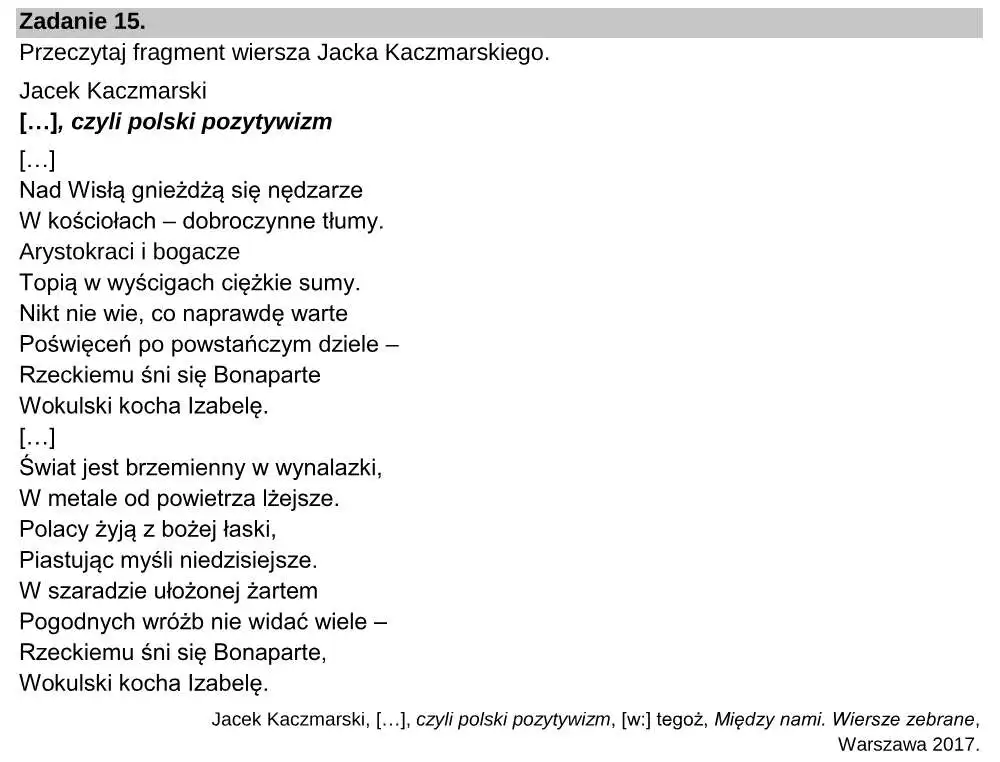 Zadanie 15.
Przeczytaj fragment wiersza Jacka Kaczmarskiego.
Jacek Kaczmarski
[…], czyli polski pozytywizm
[…]
Nad Wisłą gnieżdżą się nędzarze
W kościołach – dobroczynne tłumy.
Arystokraci i bogacze
Topią w wyścigach ciężkie sumy.
Nikt nie wie, co naprawdę warte
Poświęceń po powstańczym dziele –
Rzeckiemu śni się Bonaparte
Wokulski kocha Izabelę.
[…]
Świat jest brzemienny w wynalazki,
W metale od powietrza lżejsze.
Polacy żyją z bożej łaski,
Piastując myśli niedzisiejsze.
W szaradzie ułożonej żartem
Pogodnych wróżb nie widać wiele –
Rzeckiemu śni się Bonaparte,
Wokulski kocha Izabelę.
Jacek Kaczmarski, […], czyli polski pozytywizm, [w:] tegoż, Między nami. Wiersze zebrane,
Warszawa 2017.